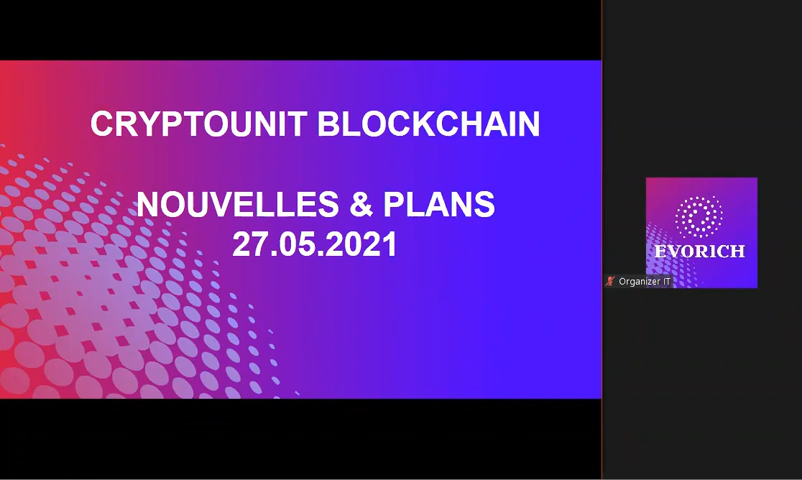 CRYPTOUNIT BLOCKCHAIN
NOUVELLES & PLANS
27.05.2021
EVORICH
Organizer IT